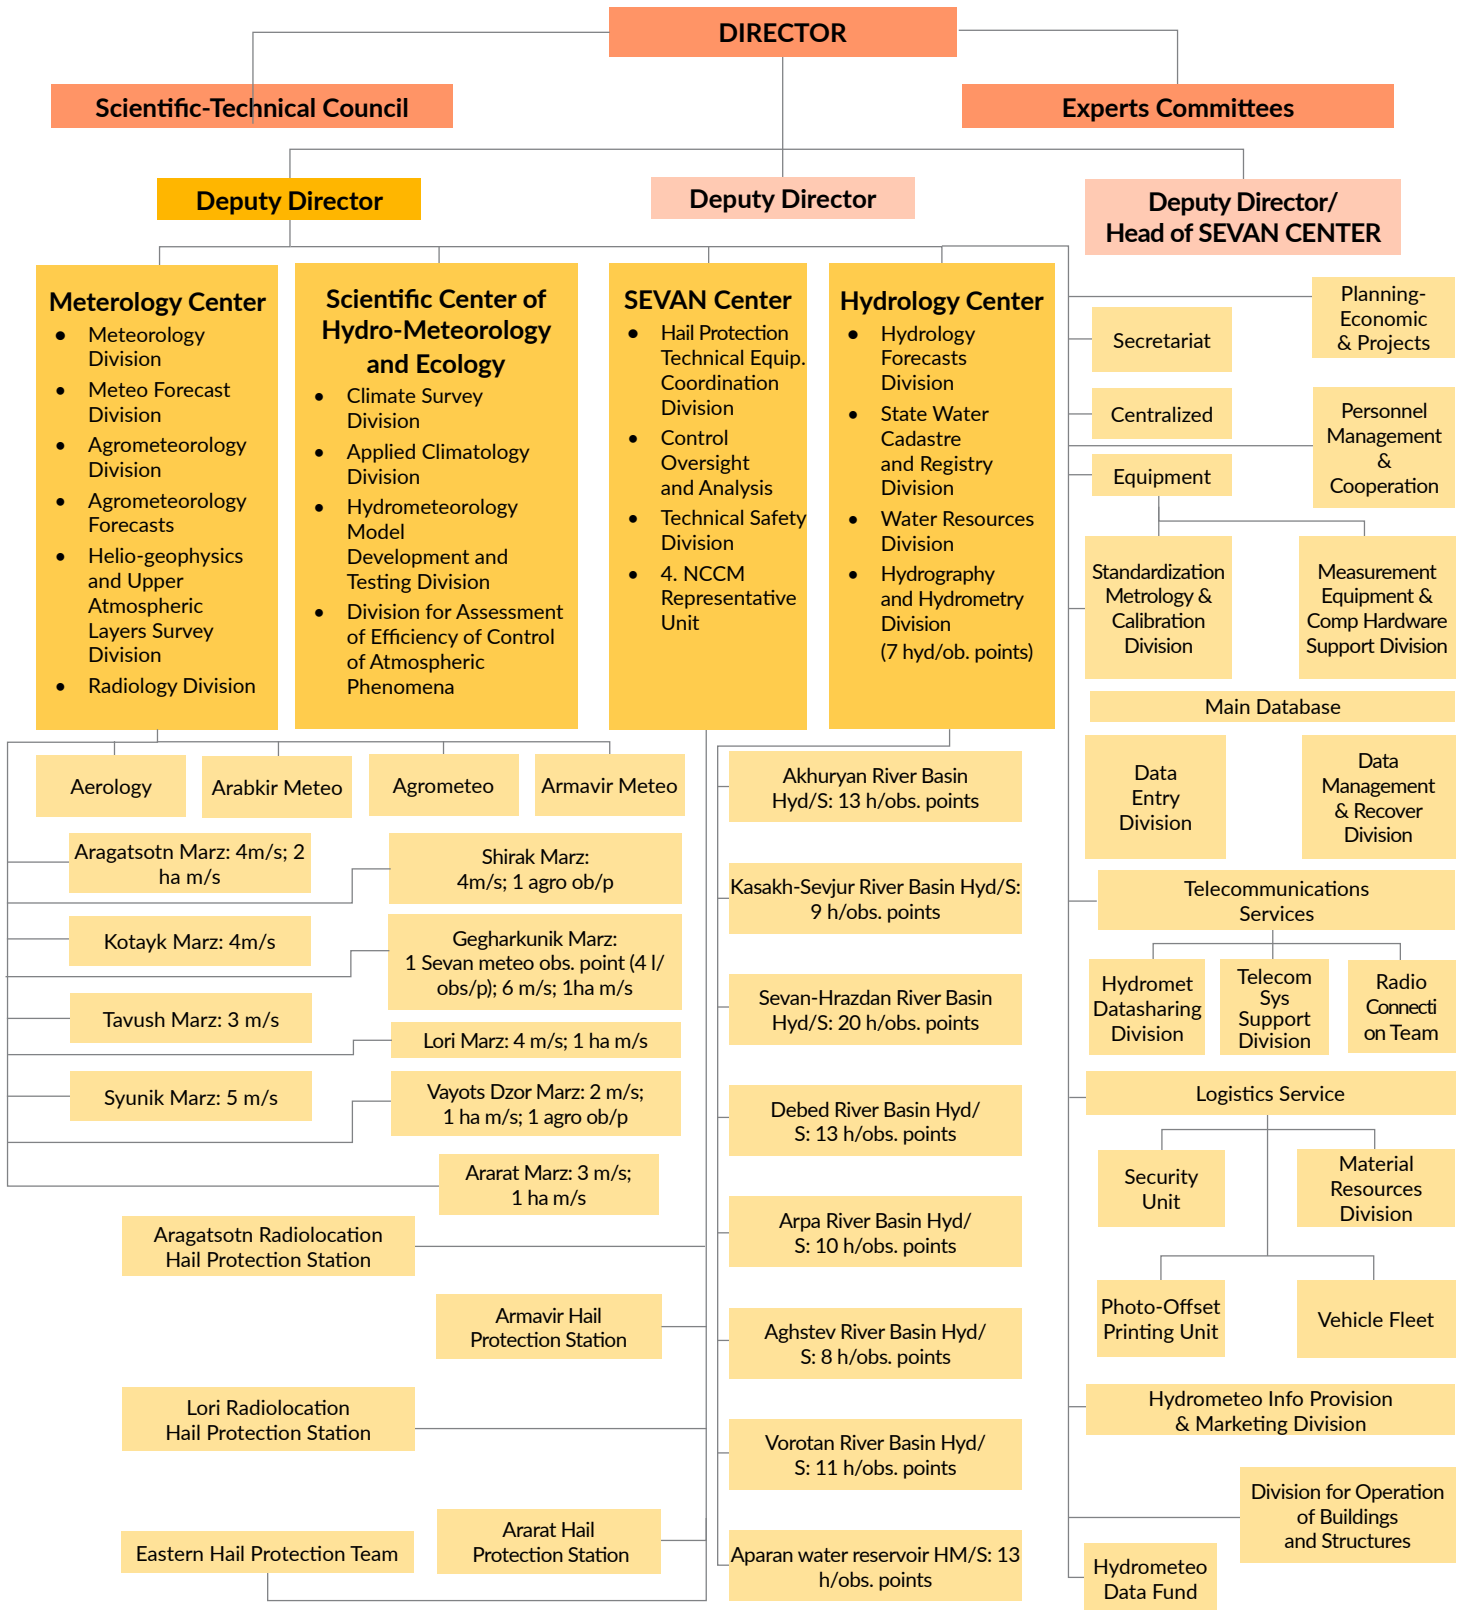 DIRECTOR
Scientific-Technical Council
Experts Committees
Deputy Director
Deputy Director
Deputy Director/
Head of SEVAN CENTER
Meterology Center
• Meteorology
Division
• Meteo Forecast
Division
• Agrometeorology
Division
• Agrometeorology
Forecasts
• Helio-geophysics
and Upper
Atmospheric
Layers Survey
Division
• Radiology Division
Scientific Center of
Hydro-Meteorology
and Ecology
• Climate Survey
Division
• Applied Climatology
Division
• Hydrometeorology
Model
Development and
Testing Division
• Division for Assessment
of Efficiency of Control
of Atmospheric
Phenomena
SEVAN Center
• Hail Protection
Technical Equip.
Coordination
Division
• Control
Oversight
and Analysis
• Technical Safety
Division
• 4. NCCM
Representative
Unit
Hydrology Center
• Hydrology
Forecasts
Division
• State Water
Cadastre
and Registry
Division
• Water Resources
Division
• Hydrography
and Hydrometry
Division
(7 hyd/ob. points)
Planning-
Economic
& Projects
Secretariat
Centralized
Personnel
Management
&
Cooperation
Equipment
Standardization
Metrology &
Calibration
Division
Measurement
Equipment &
Comp Hardware
Support Division
Main Database
Data
Entry
Division
Data
Management
& Recover
Division
Telecommunications
Services
Hydromet
Datasharing
Division
Telecom
Sys
Support
Division
Radio
Connecti
on Team
Logistics Service
Security
Unit
Material
Resources
Division
Photo-Offset
Printing Unit
Vehicle Fleet
Hydrometeo Info Provision
& Marketing Division
Division for Operation
of Buildings
and Structures
Hydrometeo
Data Fund
Aerology
Arabkir Meteo
Agrometeo
Armavir Meteo
Aragatsotn Marz: 4m/s; 2
ha m/s
Shirak Marz:
4m/s; 1 agro ob/p
Kotayk Marz: 4m/s
Gegharkunik Marz:
1 Sevan meteo obs. point (4 l/
obs/p); 6 m/s; 1ha m/s
Tavush Marz: 3 m/s
Lori Marz: 4 m/s; 1 ha m/s
Syunik Marz: 5 m/s
Vayots Dzor Marz: 2 m/s;
1 ha m/s; 1 agro ob/p
Ararat Marz: 3 m/s;
1 ha m/s
Aragatsotn Radiolocation
Hail Protection Station
Armavir Hail
Protection Station
Lori Radiolocation
Hail Protection Station
Ararat Hail
Protection Station
Eastern Hail Protection Team
Akhuryan River Basin
Hyd/S: 13 h/obs. points
Kasakh-Sevjur River Basin Hyd/S:
9 h/obs. points
Sevan-Hrazdan River Basin
Hyd/S: 20 h/obs. points
Debed River Basin Hyd/
S: 13 h/obs. points
Arpa River Basin Hyd/
S: 10 h/obs. points
Aghstev River Basin Hyd/
S: 8 h/obs. points
Vorotan River Basin Hyd/
S: 11 h/obs. points
Aparan water reservoir HM/S: 13
h/obs. points